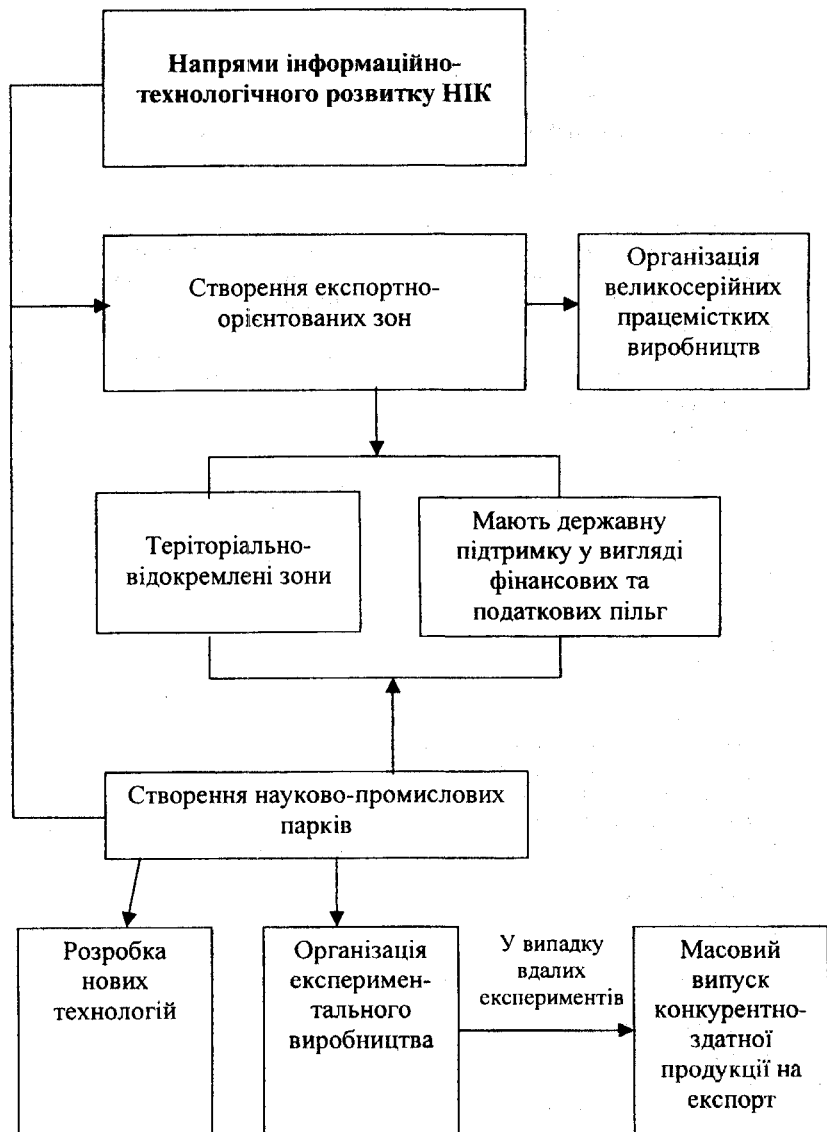 Напрями інформаційно-
технологічного розвитку НІК
Створення експортно-
орієнтованих зон
Організація
великосерійних
працемістких
виробництв
Теріторіально-
відокремлені зони
Мають державну
підтримку у вигляді
фінансових та
податкових пільг
Створення науково-промислових
парків
Розробка
нових
технологій
Організація
експеримен-
тального
виробництва
У випадку
вдалих
експериментів
Масовий
випуск
конкурентно-
здатної
продукції на
експорт